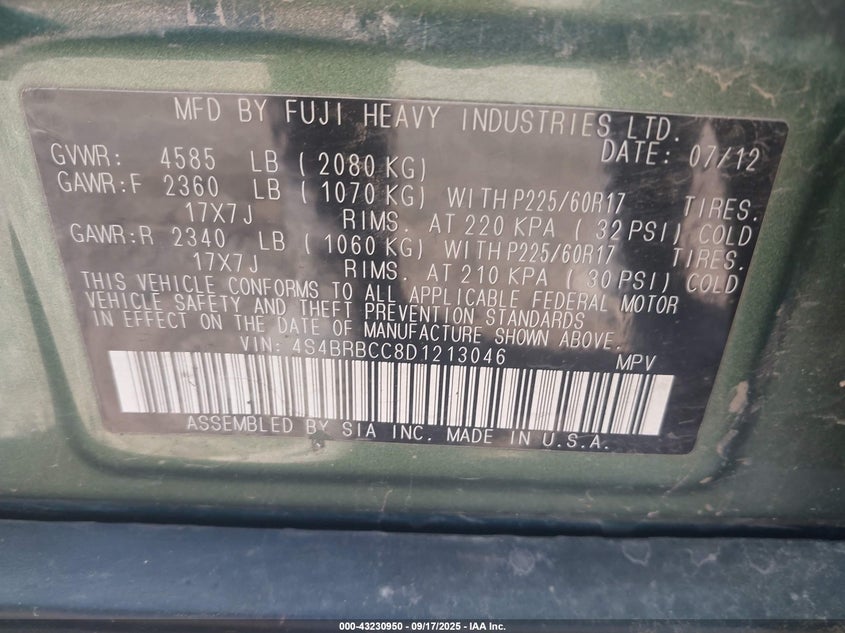 MFD BY FUJI HEAVY INDUSTRIES LTD.
DATE: 07/12
GVWR: 4585 LB ( 2080 KG)
GAWR:F 2360 LB ( 1070 KG) WITH P225/60R17 TIRES.
17X7J RIMS. AT 220 KPA ( 32 PSI) COLD
GAWR:R 2340 LB ( 1060 KG) WITH P225/60R17 TIRES.
17X7J RIMS. AT 210 KPA ( 30 PSI) COLD
THIS VEHICLE CONFORMS TO ALL APPLICABLE FEDERAL MOTOR
VEHICLE SAFETY AND THEFT PREVENTION STANDARDS
IN EFFECT ON THE DATE OF MANUFACTURE SHOWN ABOVE.
VIN: 4S4BRBCC8D1213046 MPV
ASSEMBLED BY SIA INC. MADE IN U.S.A.
000-43230950 - 09/17/2025 - IAA Inc.